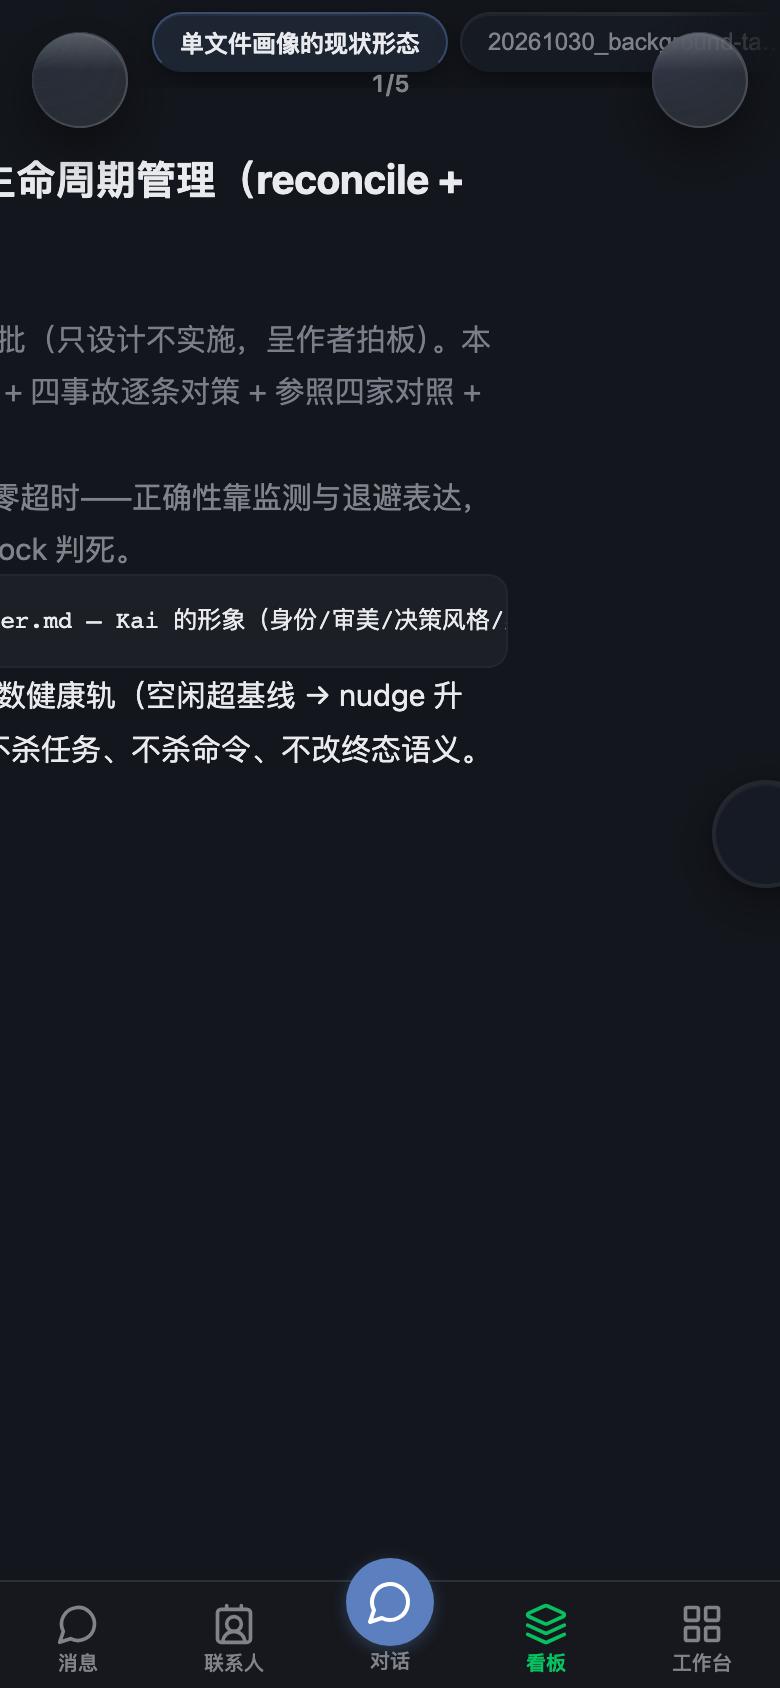 单文件画像的现状形态
20261030_background-ta...
1/5
生命周期管理（reconcile +
批（只设计不实施，呈作者拍板）。本
+ 四事故逐条对策 + 参照四家对照 +
零超时——正确性靠监测与退避表达，
ock 判死。
er.md — Kai 的形象（身份/审美/决策风格/
数健康轨（空闲超基线 → nudge 升
不杀任务、不杀命令、不改终态语义。
消息
联系人
对话
看板
工作台